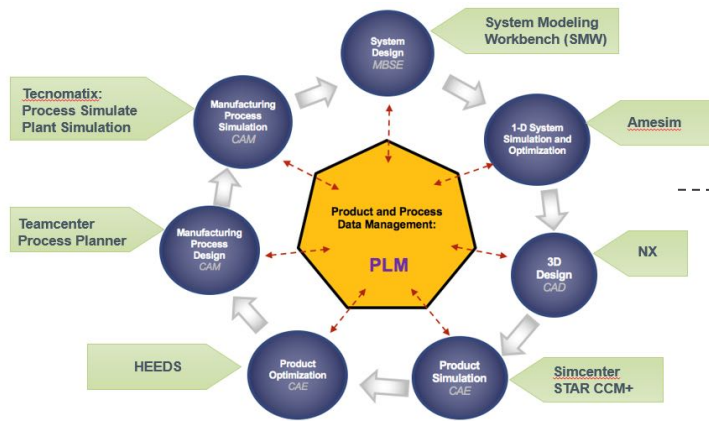 System
Design
MBSE
System Modeling
Workbench (SMW)
Tecnomatix:
Process Simulate
Plant Simulation
Manufacturing
Process
Simulation
CAM
1-D System
Simulation and
Optimization
Amesim
Product and Process
Data Management:
PLM
Teamcenter
Process Planner
Manufacturing
Process
Design
CAM
3D
Design
CAD
NX
HEEDS
Product
Optimization
CAE
Product
Simulation
CAE
Simcenter
STAR CCM+